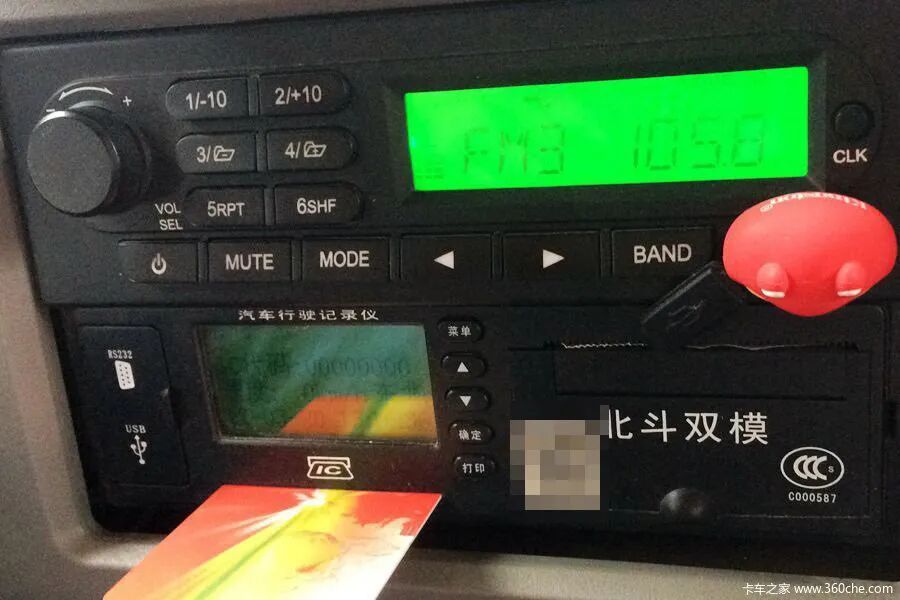 - +
1/-10
2/+10
3/
4/
VOL
SEL
5RPT
6SHF
FM3 105.8
CLK
MUTE
MODE
BAND
汽车行驶记录仪
RS232
USB
菜单
确定
打印
00000000
IC
北斗双模
CCC S
C000587
卡车之家 www.360che.com